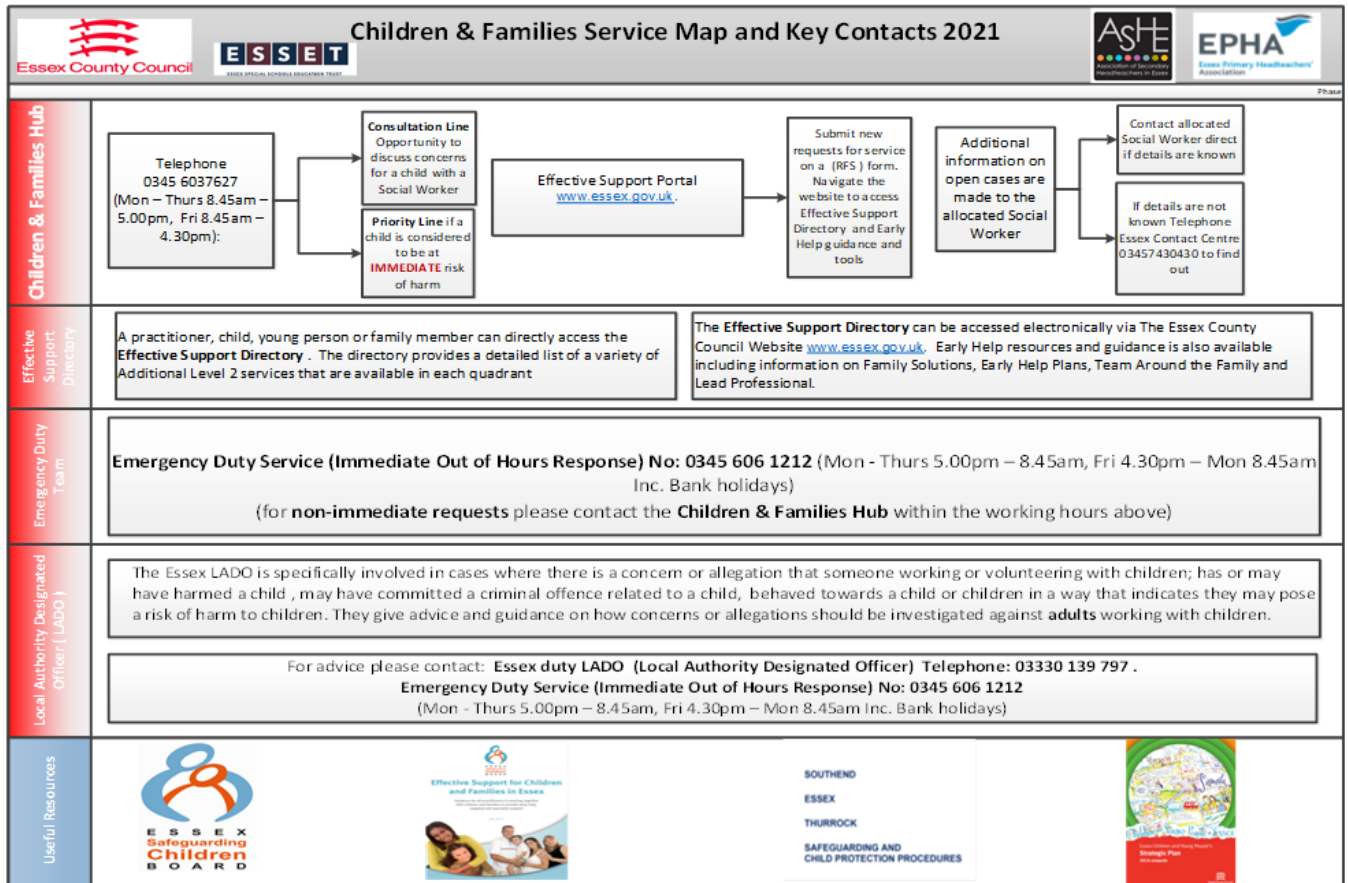 Children & Families Service Map and Key Contacts 2021
Essex County Council
ESSET
ESSEX SPECIAL SCHOOLS EDUCATION TRUST
ASHE
Association of Secondary
Headteachers in Essex
EPHA
Essex Primary Headteachers'
Association
Phase
Children & Families Hub
Telephone
0345 6037627
(Mon – Thurs 8.45am –
5.00pm, Fri 8.45am –
4.30pm):
Consultation Line
Opportunity to
discuss concerns
for a child with a
Social Worker
Priority Line if a
child is considered
to be at
IMMEDIATE risk
of harm
Effective Support Portal
www.essex.gov.uk .
Submit new
requests for service
on a (RFS ) form.
Navigate the
website to access
Effective Support
Directory and Early
Help guidance and
tools
Additional
information on
open cases are
made to the
allocated Social
Worker
Contact allocated
Social Worker direct
if details are known
If details are not
known Telephone
Essex Contact Centre
03457430430 to find
out
Effective
Support
Directory
A practitioner, child, young person or family member can directly access the
Effective Support Directory . The directory provides a detailed list of a variety of
Additional Level 2 services that are available in each quadrant
The Effective Support Directory can be accessed electronically via The Essex County
Council Website www.essex.gov.uk. Early Help resources and guidance is also available
including information on Family Solutions, Early Help Plans, Team Around the Family and
Lead Professional.
Emergency Duty
Team
Emergency Duty Service (Immediate Out of Hours Response) No: 0345 606 1212 (Mon - Thurs 5.00pm – 8.45am, Fri 4.30pm – Mon 8.45am
Inc. Bank holidays)
(for non-immediate requests please contact the Children & Families Hub within the working hours above)
Local Authority Designated
Officer ( LADO )
The Essex LADO is specifically involved in cases where there is a concern or allegation that someone working or volunteering with children; has or may
have harmed a child , may have committed a criminal offence related to a child, behaved towards a child or children in a way that indicates they may pose
a risk of harm to children. They give advice and guidance on how concerns or allegations should be investigated against adults working with children.
For advice please contact: Essex duty LADO (Local Authority Designated Officer) Telephone: 03330 139 797 .
Emergency Duty Service (Immediate Out of Hours Response) No: 0345 606 1212
(Mon - Thurs 5.00pm – 8.45am, Fri 4.30pm – Mon 8.45am Inc. Bank holidays)
Useful Resources
ESSEX
Safeguarding
Children
BOARD
Effective Support for Children
and Families in Essex
SOUTHEND
ESSEX
THURROCK
SAFEGUARDING AND
CHILD PROTECTION PROCEDURES
Essex Children and Young People's
Strategic Plan